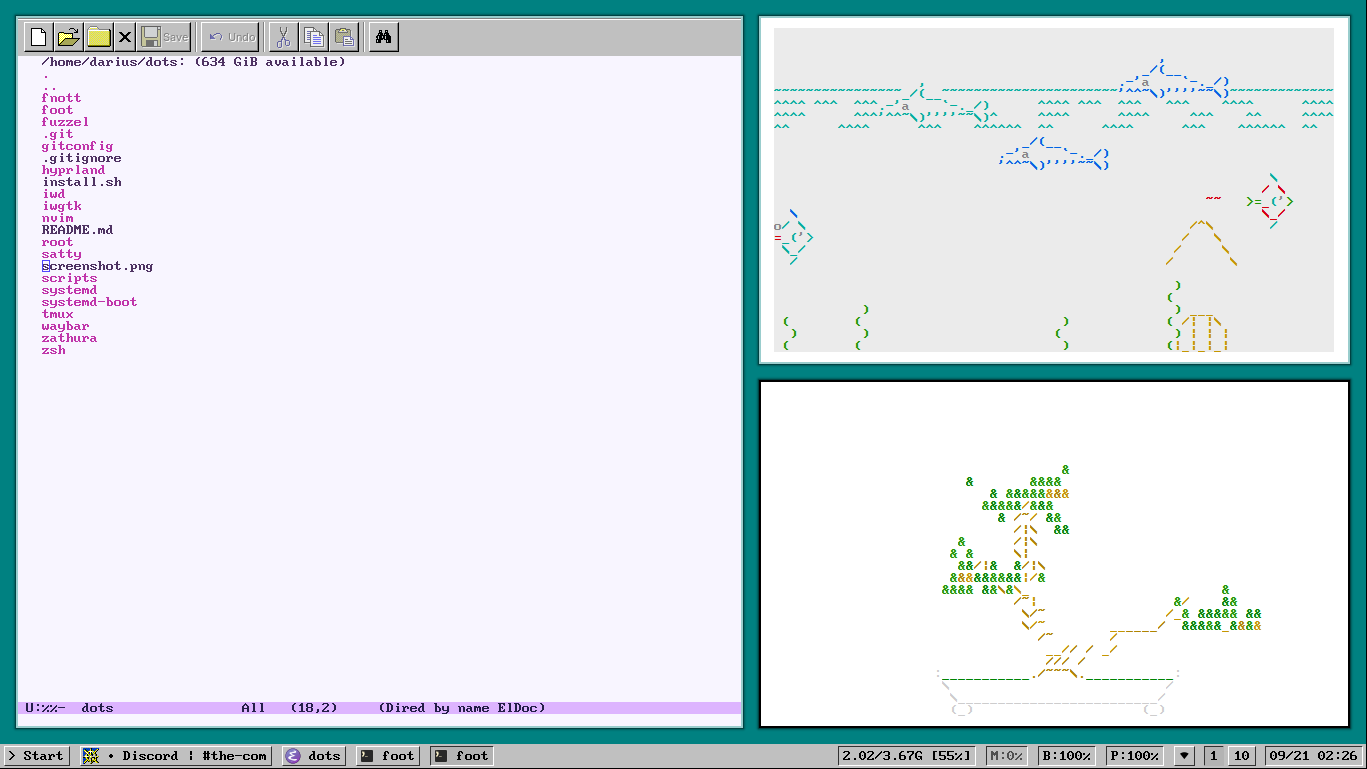 Save
Undo
/home/darius/dots: (634 GiB available)
.
..
fnott
foot
fuzzel
.git
gitconfig
.gitignore
hyprland
install.sh
iwd
iwgtk
nvim
README.md
root
satty
screenshot.png
scripts
systemd
systemd-boot
tmux
waybar
zathura
zsh
U:%%-  dots                All   (18,2)     (Dired by name ElDoc)
> Start
• Discord | #the-com
dots
foot
foot
2.02/3.67G [55%]
M:0%
B:100%
P:100%
1
10
09/21 02:26